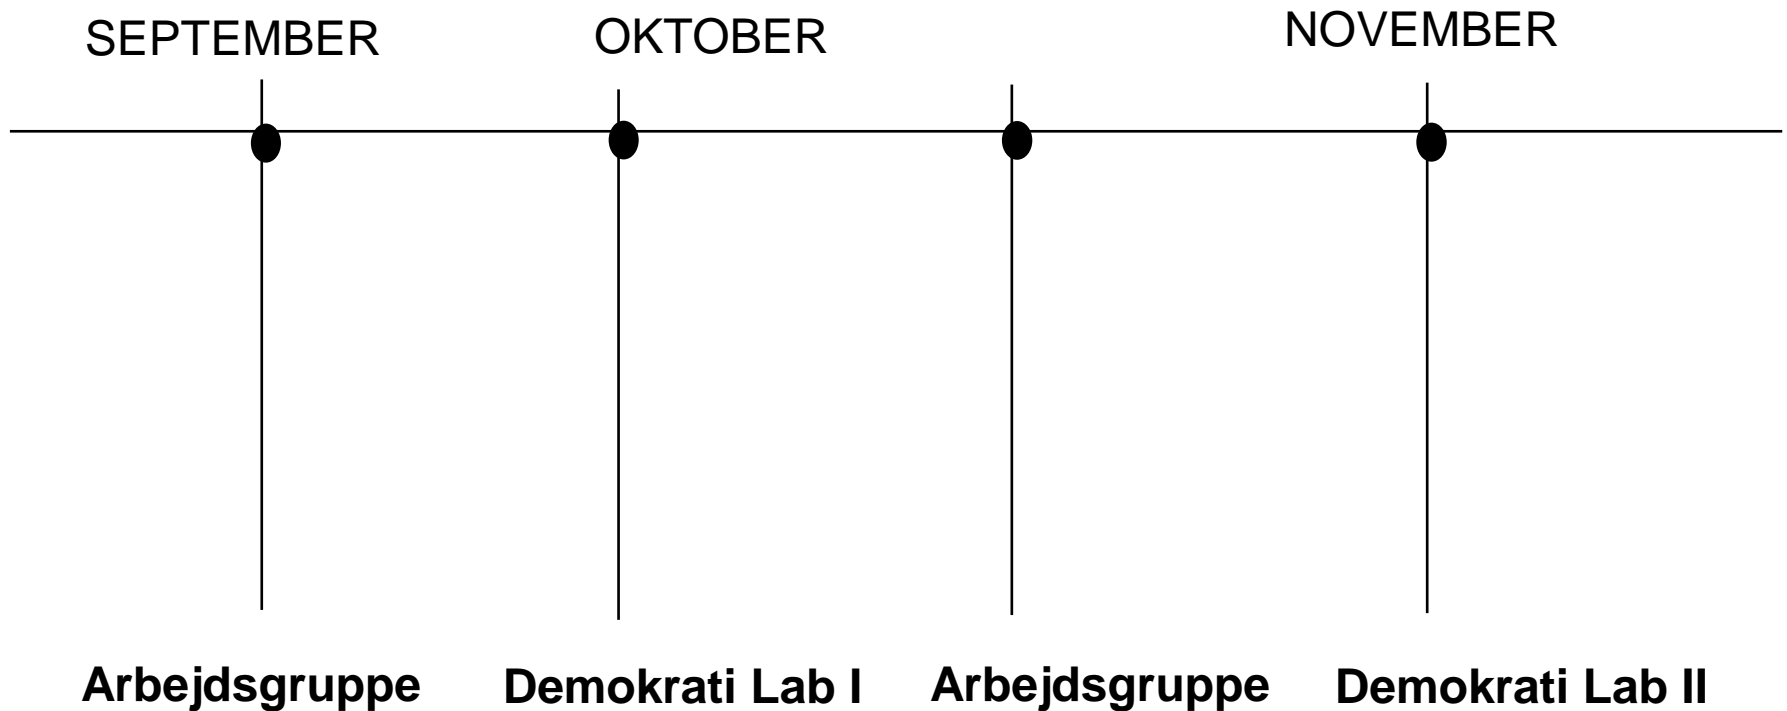 SEPTEMBER
OKTOBER
NOVEMBER
Arbejdsgruppe
Demokrati Lab I
Arbejdsgruppe
Demokrati Lab II